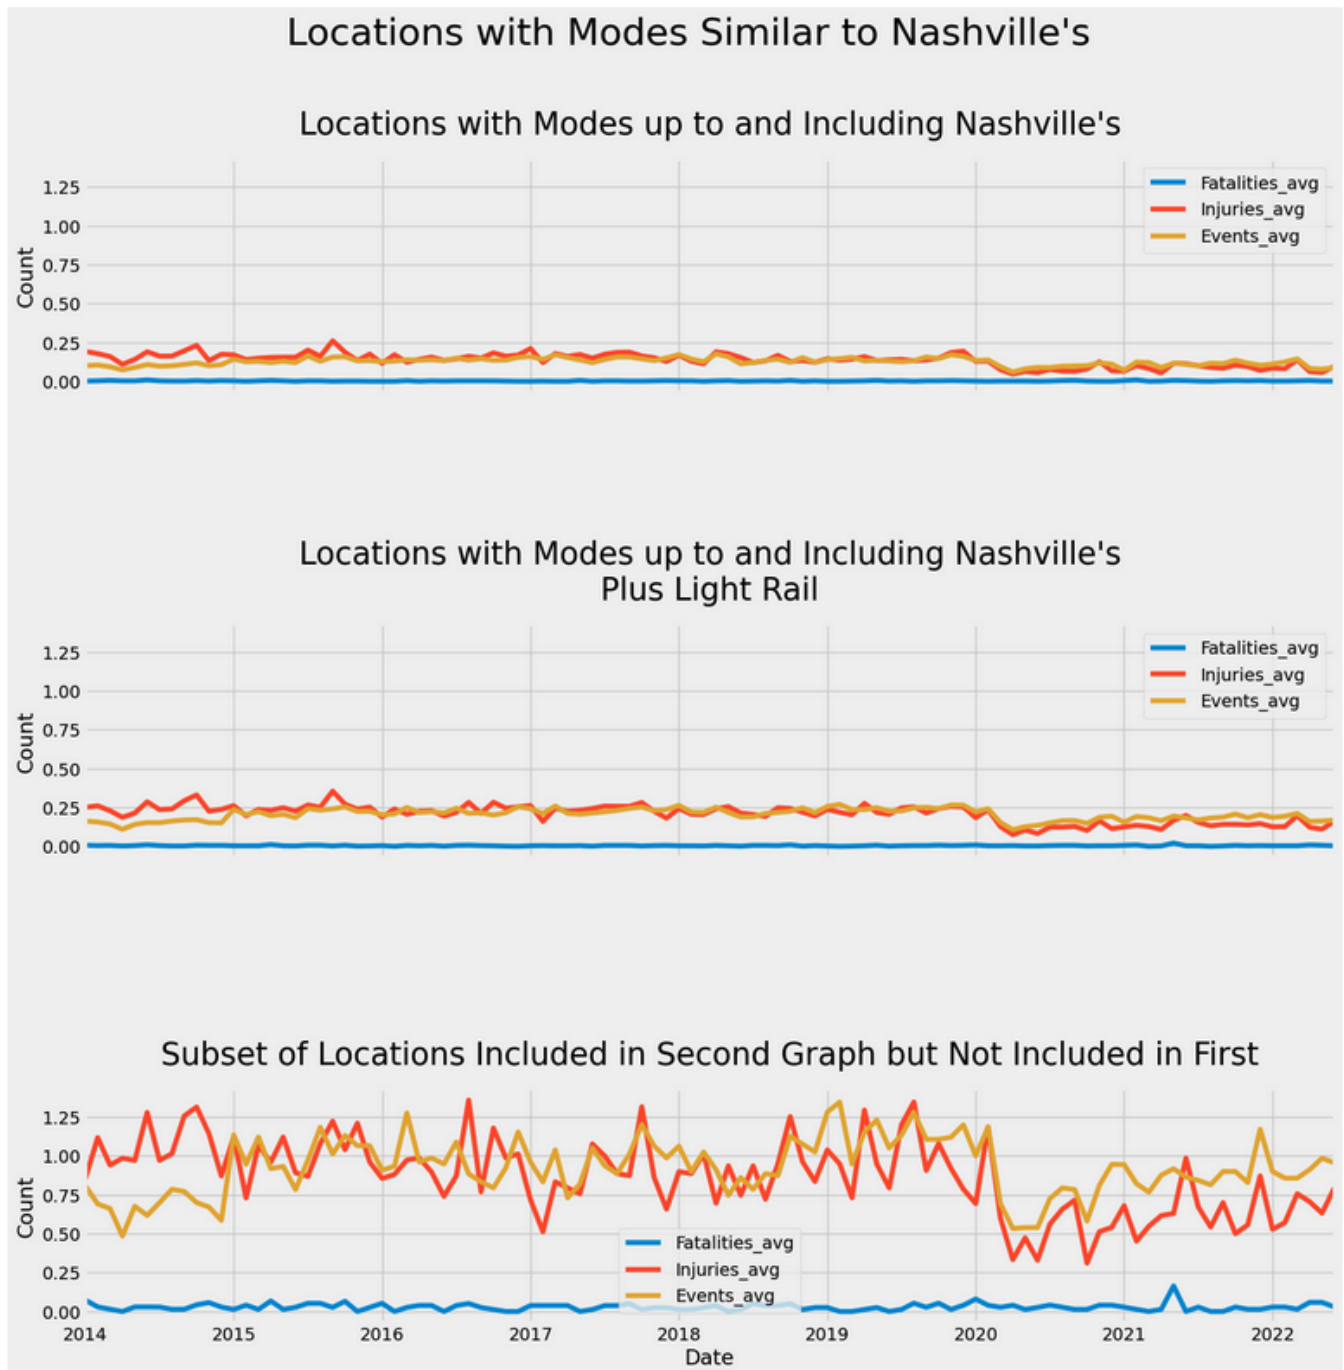 Locations with Modes Similar to Nashville's
Locations with Modes up to and Including Nashville's
1.25
1.00
0.75
0.50
0.25
0.00
Count
Fatalities_avg
Injuries_avg
Events_avg
Locations with Modes up to and Including Nashville's
Plus Light Rail
1.25
1.00
0.75
0.50
0.25
0.00
Count
Fatalities_avg
Injuries_avg
Events_avg
Subset of Locations Included in Second Graph but Not Included in First
1.25
1.00
0.75
0.50
0.25
0.00
Count
Fatalities_avg
Injuries_avg
Events_avg
2014 2015 2016 2017 2018 2019 2020 2021 2022
Date